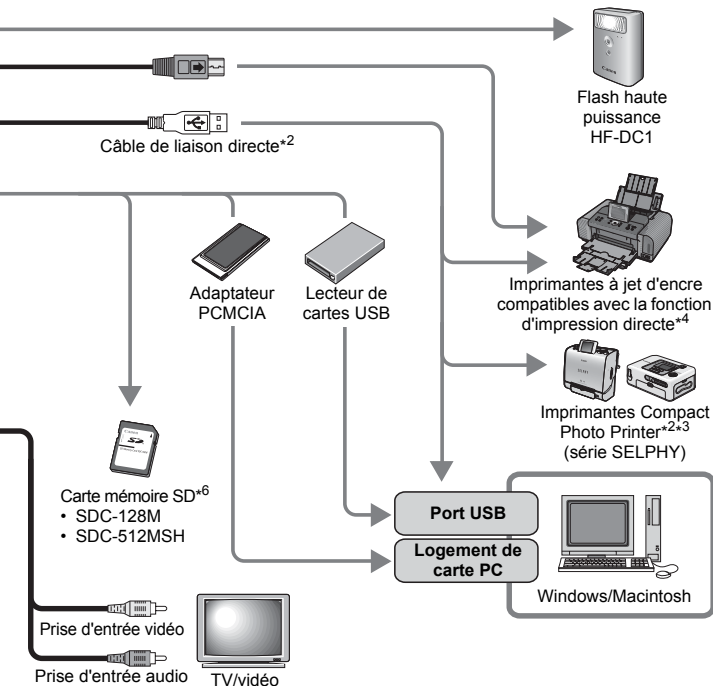 Flash haute
puissance
HF-DC1
Câble de liaison directe*2
Adaptateur
PCMCIA
Lecteur de
cartes USB
Imprimantes à jet d'encre
compatibles avec la fonction
d'impression directe*4
Imprimantes Compact
Photo Printer*2*3
(série SELPHY)
Carte mémoire SD*6
• SDC-128M
• SDC-512MSH
Port USB
Logement de
carte PC
Windows/Macintosh
Prise d'entrée vidéo
Prise d'entrée audio
TV/vidéo